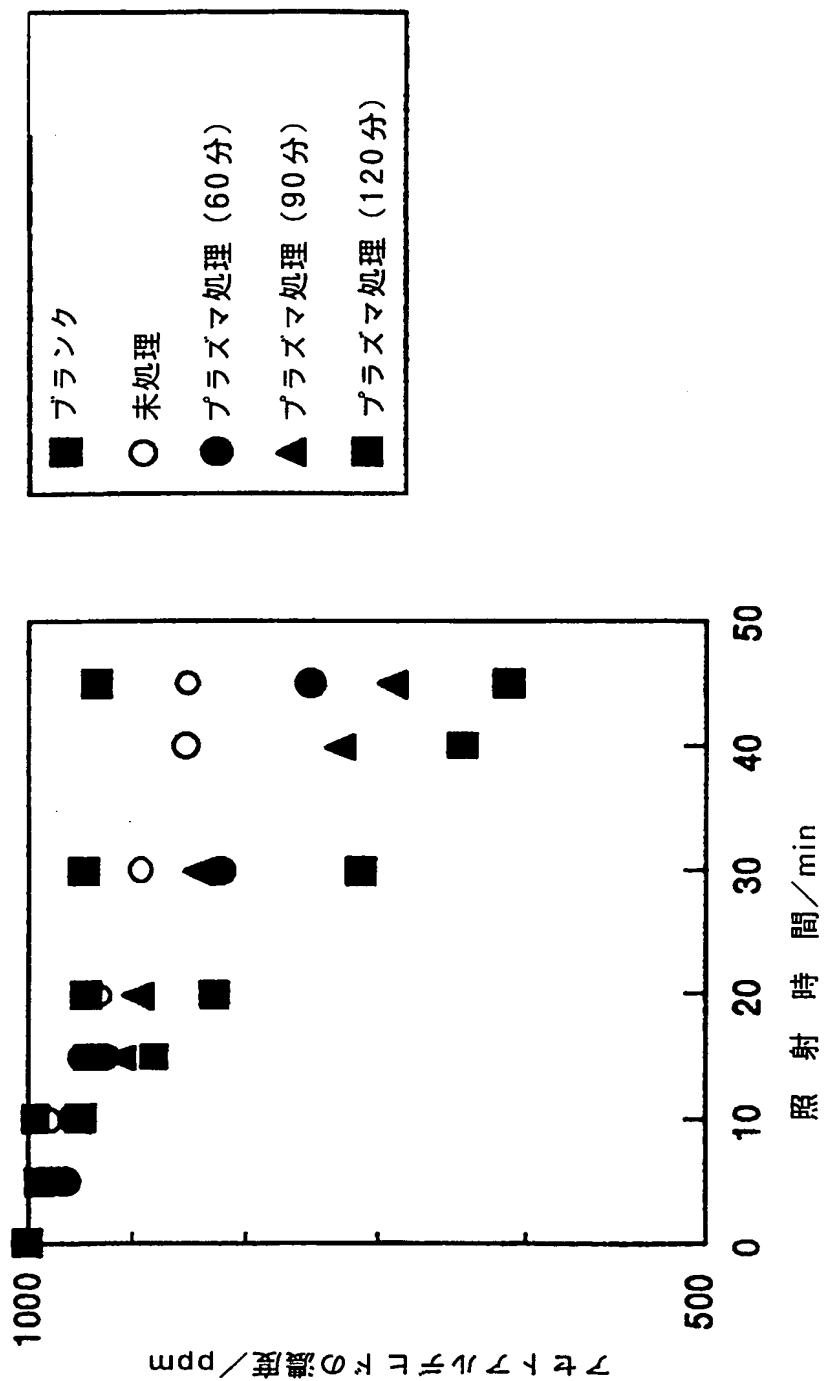 ブランク
未処理
プラズマ処理 (60分)
プラズマ処理 (90分)
プラズマ処理 (120分)
アセトアルデヒドの濃度/ppm
1000
500
0
10
20
30
40
50
照 射 時 間/min